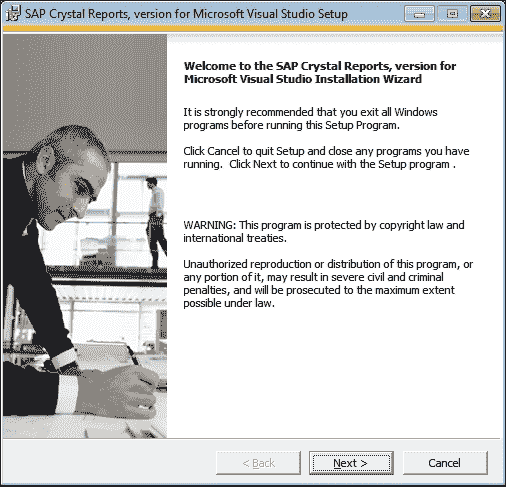 SAP Crystal Reports, version for Microsoft Visual Studio Setup
Welcome to the SAP Crystal Reports, version for
Microsoft Visual Studio Installation Wizard
It is strongly recommended that you exit all Windows
programs before running this Setup Program.
Click Cancel to quit Setup and close any programs you have
running. Click Next to continue with the Setup program .
WARNING: This program is protected by copyright law and
international treaties.
Unauthorized reproduction or distribution of this program, or
any portion of it, may result in severe civil and criminal
penalties, and will be prosecuted to the maximum extent
possible under law.
< Back
Next >
Cancel